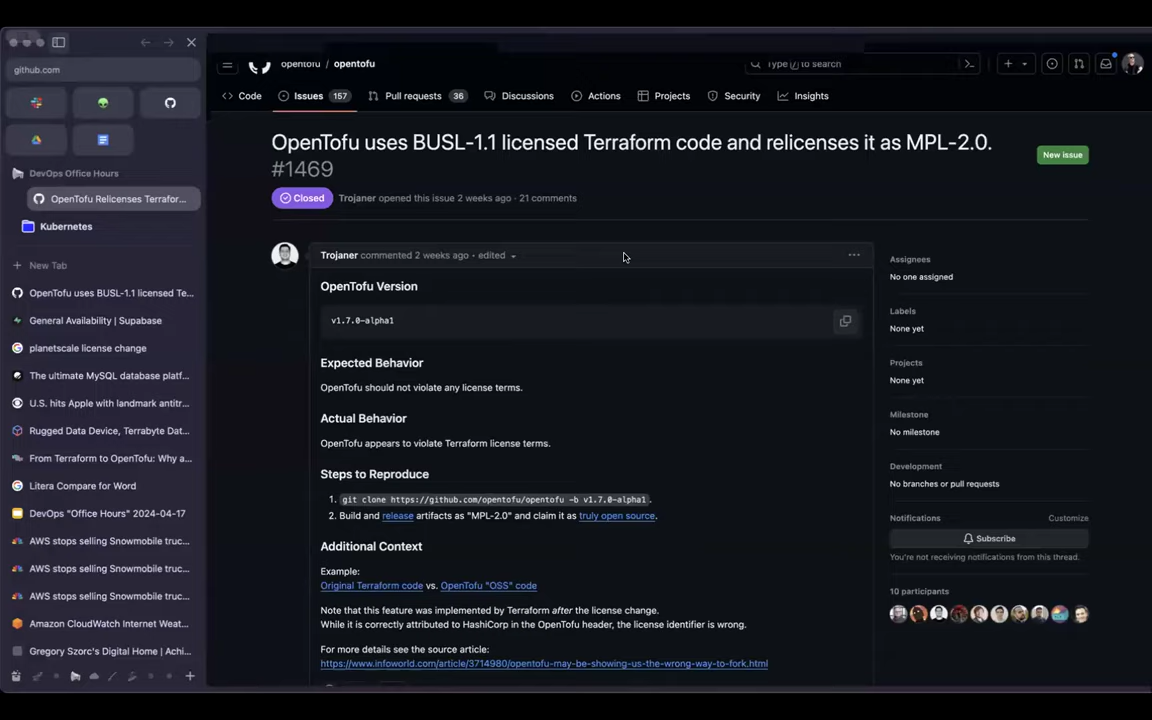 github.com
DevOps Office Hours
OpenTofu Relicenses Terrafor...
Kubernetes
New Tab
OpenTofu uses BUSL-1.1 licensed Te...
General Availability | Supabase
planetscale license change
The ultimate MySQL database platf...
U.S. hits Apple with landmark antitr...
Rugged Data Device, Terrabyte Dat...
From Terraform to OpenTofu: Why a...
Litera Compare for Word
DevOps "Office Hours" 2024-04-17
AWS stops selling Snowmobile truc...
AWS stops selling Snowmobile truc...
AWS stops selling Snowmobile truc...
Amazon CloudWatch Internet Weat...
Gregory Szorc's Digital Home | Achi...
opentofu / opentofu
Type / to search
Code Issues 157 Pull requests 36 Discussions Actions Projects Security Insights
OpenTofu uses BUSL-1.1 licensed Terraform code and relicenses it as MPL-2.0.
#1469
New issue
Closed Trojaner opened this issue 2 weeks ago · 21 comments
Trojaner commented 2 weeks ago • edited
OpenTofu Version
v1.7.0-alpha1
Expected Behavior
OpenTofu should not violate any license terms.
Actual Behavior
OpenTofu appears to violate Terraform license terms.
Steps to Reproduce
1. git clone https://github.com/opentofu/opentofu -b v1.7.0-alpha1.
2. Build and release artifacts as "MPL-2.0" and claim it as truly open source.
Additional Context
Example:
Original Terraform code vs. OpenTofu "OSS" code
Note that this feature was implemented by Terraform after the license change.
While it is correctly attributed to HashiCorp in the OpenTofu header, the license identifier is wrong.
For more details see the source article:
https://www.infoworld.com/article/3714980/opentofu-may-be-showing-us-the-wrong-way-to-fork.html
Assignees
No one assigned
Labels
None yet
Projects
None yet
Milestone
No milestone
Development
No branches or pull requests
Notifications Customize
Subscribe
You're not receiving notifications from this thread.
10 participants